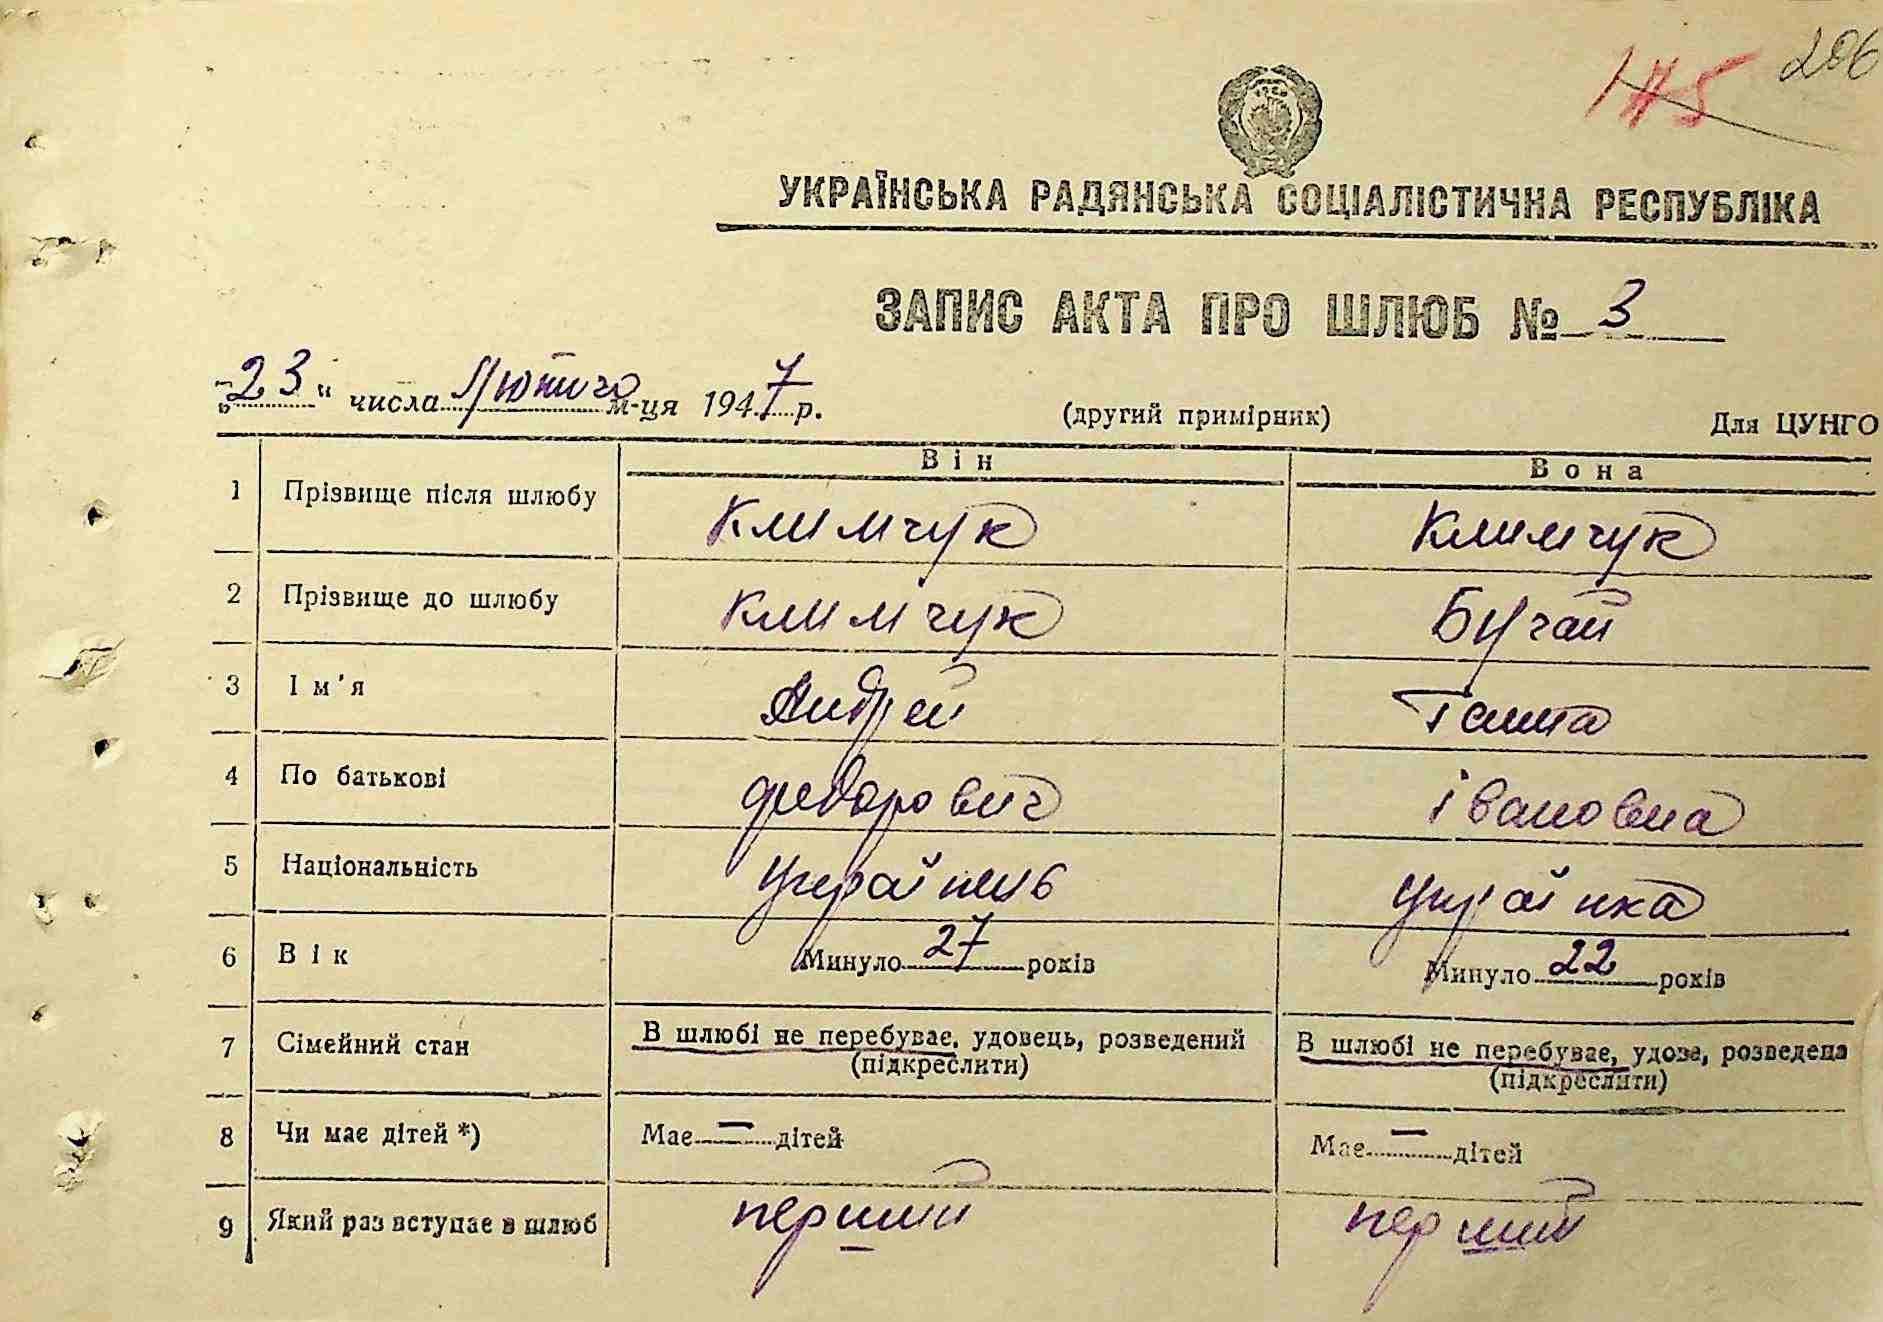 206
175
УКРАЇНСЬКА РАДЯНСЬКА СОЦІАЛІСТИЧНА РЕСПУБЛІКА
ЗАПИС АКТА ПРО ШЛЮБ № 3
„23“ числа Лютого м-ця 1947 р. (другий примірник) Для ЦУНГО
Він Вона
1 Прізвище після шлюбу Климчук Климчук
2 Прізвище до шлюбу Климчук Бугай
3 Ім'я Андрей Ганна
4 По батькові Федорович Івановна
5 Національність Українець Українка
6 Вік Минуло 27 років Минуло 22 років
7 Сімейний стан В шлюбі не перебуває, удовець, розведений В шлюбі не перебуває, удова, розведена
(підкреслити) (підкреслити)
8 Чи має дітей *) Має — дітей Має — дітей
9 Який раз вступає в шлюб перший перший